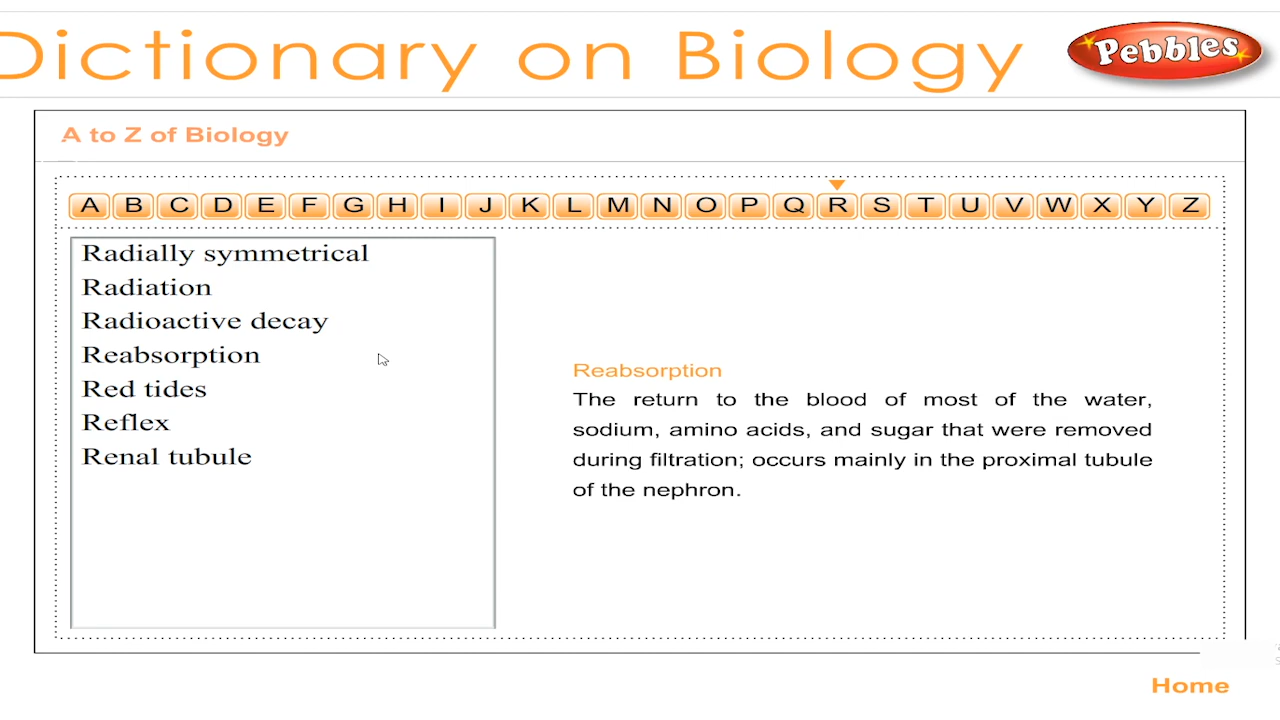 Dictionary on Biology
Pebbles
A to Z of Biology
A B C D E F G H I J K L M N O P Q R S T U V W X Y Z
Radially symmetrical
Radiation
Radioactive decay
Reabsorption
Red tides
Reflex
Renal tubule
Reabsorption
The return to the blood of most of the water,
sodium, amino acids, and sugar that were removed
during filtration; occurs mainly in the proximal tubule
of the nephron.
Home